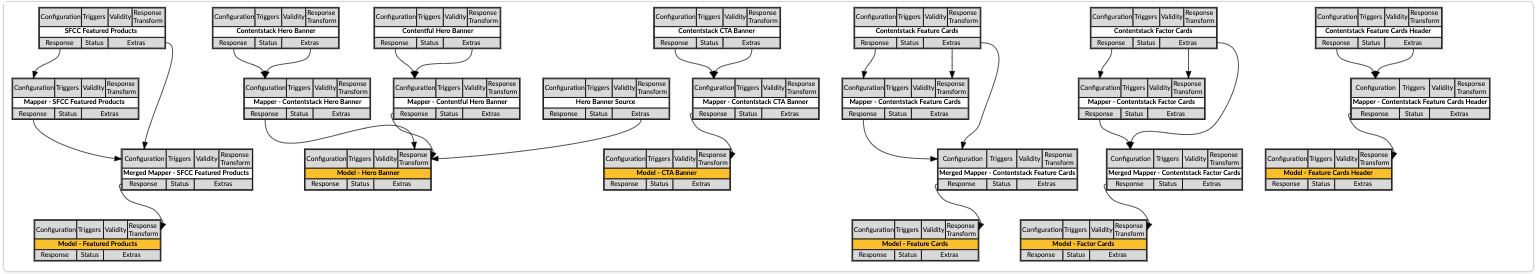 Configuration Triggers Validity Response Transform
SFCC Featured Products
Response Status Extras
Configuration Triggers Validity Response Transform
Contentstack Hero Banner
Response Status Extras
Configuration Triggers Validity Response Transform
Contentful Hero Banner
Response Status Extras
Configuration Triggers Validity Response Transform
Contentstack CTA Banner
Response Status Extras
Configuration Triggers Validity Response Transform
Contentstack Feature Cards
Response Status Extras
Configuration Triggers Validity Response Transform
Contentstack Factor Cards
Response Status Extras
Configuration Triggers Validity Response Transform
Contentstack Feature Cards Header
Response Status Extras
Configuration Triggers Validity Response Transform
Mapper - SFCC Featured Products
Response Status Extras
Configuration Triggers Validity Response Transform
Mapper - Contentstack Hero Banner
Response Status Extras
Configuration Triggers Validity Response Transform
Mapper - Contentful Hero Banner
Response Status Extras
Configuration Triggers Validity Response Transform
Hero Banner Source
Response Status Extras
Configuration Triggers Validity Response Transform
Mapper - Contentstack CTA Banner
Response Status Extras
Configuration Triggers Validity Response Transform
Mapper - Contentstack Feature Cards
Response Status Extras
Configuration Triggers Validity Response Transform
Mapper - Contentstack Factor Cards
Response Status Extras
Configuration Triggers Validity Response Transform
Mapper - Contentstack Feature Cards Header
Response Status Extras
Configuration Triggers Validity Response Transform
Merged Mapper - SFCC Featured Products
Response Status Extras
Configuration Triggers Validity Response Transform
Model - Hero Banner
Response Status Extras
Configuration Triggers Validity Response Transform
Model - CTA Banner
Response Status Extras
Configuration Triggers Validity Response Transform
Merged Mapper - Contentstack Feature Cards
Response Status Extras
Configuration Triggers Validity Response Transform
Merged Mapper - Contentstack Factor Cards
Response Status Extras
Configuration Triggers Validity Response Transform
Model - Feature Cards Header
Response Status Extras
Configuration Triggers Validity Response Transform
Model - Featured Products
Response Status Extras
Configuration Triggers Validity Response Transform
Model - Feature Cards
Response Status Extras
Configuration Triggers Validity Response Transform
Model - Factor Cards
Response Status Extras